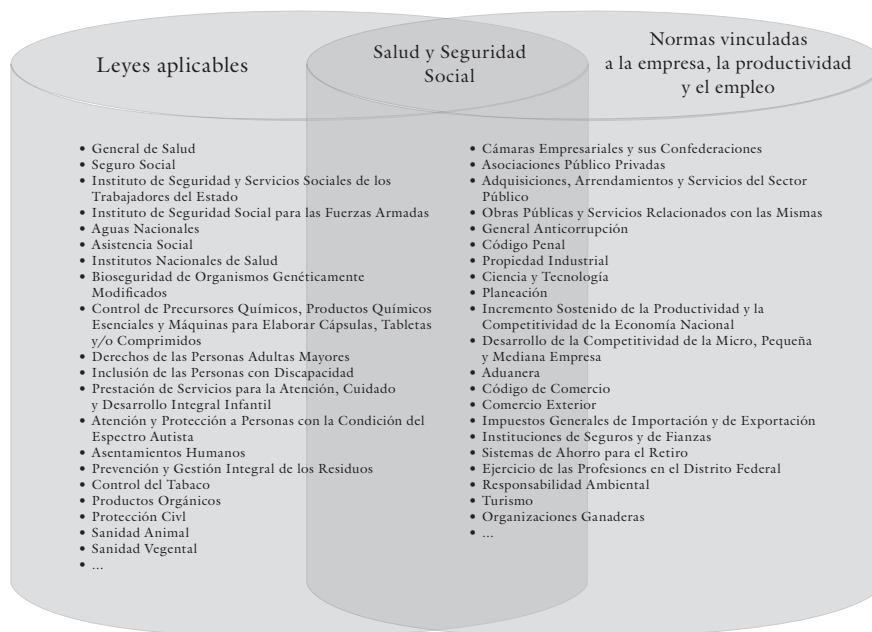 Leyes aplicables
Salud y Seguridad
Social
Normas vinculadas
a la empresa, la productividad
y el empleo
• General de Salud
• Seguro Social
• Instituto de Seguridad y Servicios Sociales de los
Trabajadores del Estado
• Instituto de Seguridad Social para las Fuerzas Armadas
• Aguas Nacionales
• Asistencia Social
• Institutos Nacionales de Salud
• Bioseguridad de Organismos Genéticamente
Modificados
• Control de Precursores Químicos, Productos Químicos
Esenciales y Máquinas para Elaborar Cápsulas, Tabletas
y/o Comprimidos
• Derechos de las Personas Adultas Mayores
• Inclusión de las Personas con Discapacidad
• Prestación de Servicios para la Atención, Cuidado
y Desarrollo Integral Infantil
• Atención y Protección a Personas con la Condición del
Espectro Autista
• Asentamientos Humanos
• Prevención y Gestión Integral de los Residuos
• Control del Tabaco
• Productos Orgánicos
• Protección Civl
• Sanidad Animal
• Sanidad Vegental
• ...
• Cámaras Empresariales y sus Confederaciones
• Asociaciones Público Privadas
• Adquisiciones, Arrendamientos y Servicios del Sector
Público
• Obras Públicas y Servicios Relacionados con las Mismas
• General Anticorrupción
• Código Penal
• Propiedad Industrial
• Ciencia y Tecnología
• Planeación
• Incremento Sostenido de la Productividad y la
Competitividad de la Economía Nacional
• Desarrollo de la Competitividad de la Micro, Pequeña
y Mediana Empresa
• Aduanera
• Código de Comercio
• Comercio Exterior
• Impuestos Generales de Importación y de Exportación
• Instituciones de Seguros y de Fianzas
• Sistemas de Ahorro para el Retiro
• Ejercicio de las Profesiones en el Distrito Federal
• Responsabilidad Ambiental
• Turismo
• Organizaciones Ganaderas
• ...